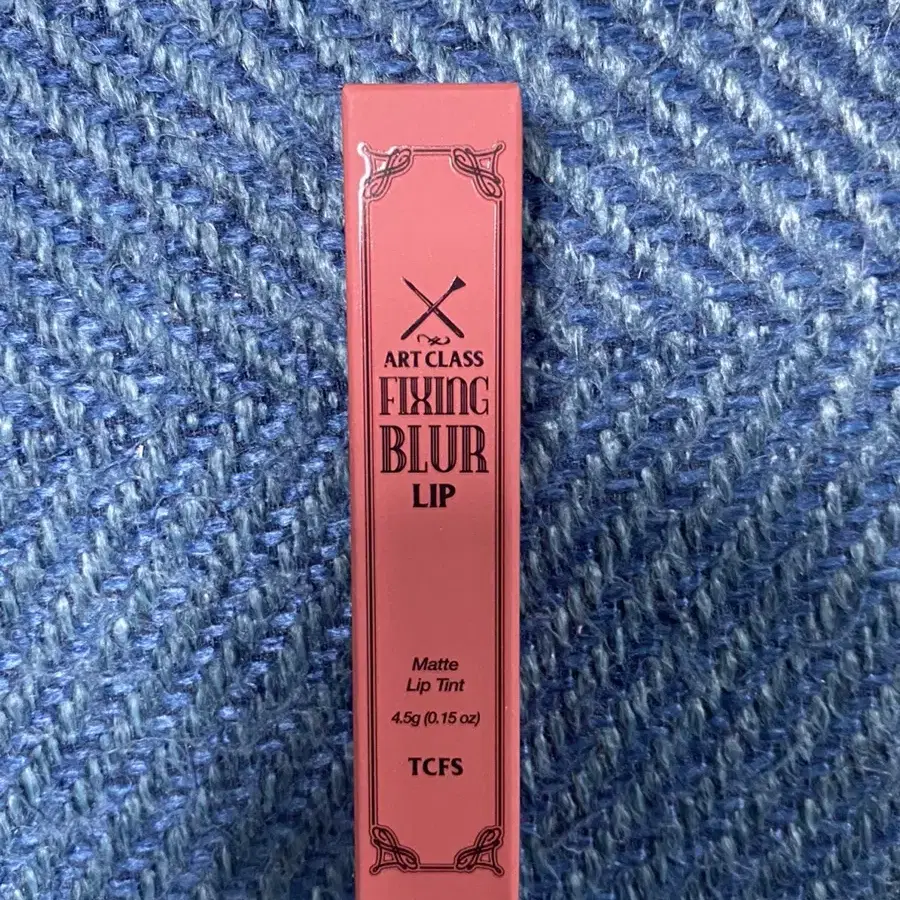 ART CLASS
FIXING
BLUR
LIP
Matte
Lip Tint
4.5g (0.15 oz)
TCFS